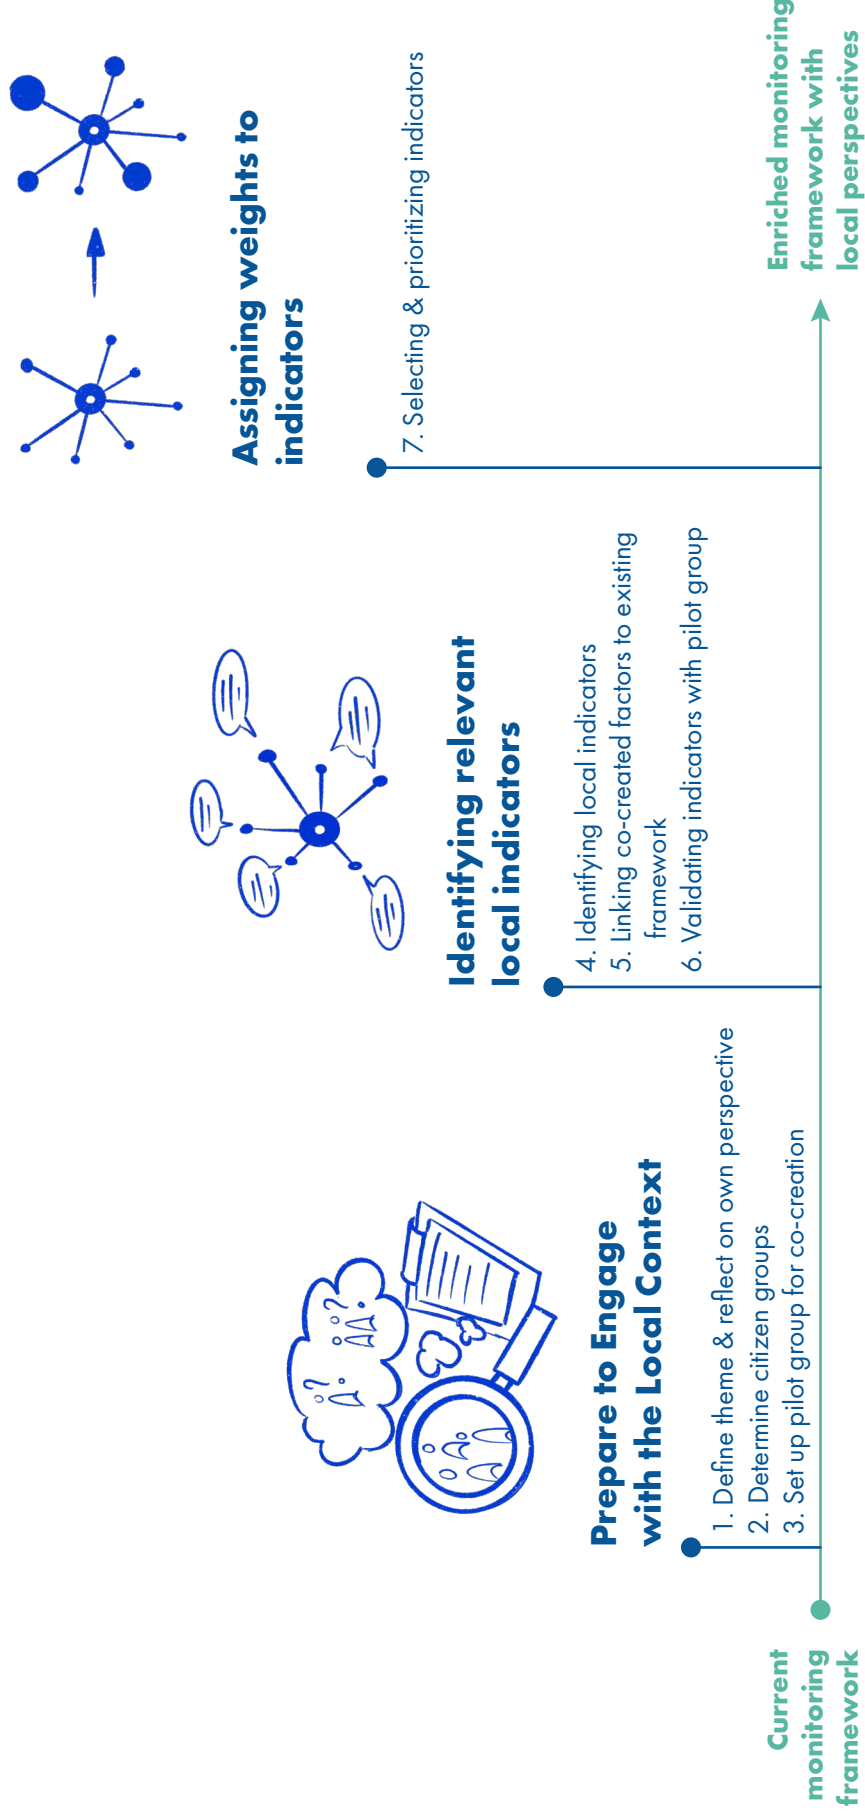 Current
monitoring
framework
Prepare to Engage
with the Local Context
1. Define theme & reflect on own perspective
2. Determine citizen groups
3. Set up pilot group for co-creation
Identifying relevant
local indicators
4. Identifying local indicators
5. Linking co-created factors to existing
framework
6. Validating indicators with pilot group
Assigning weights to
indicators
7. Selecting & prioritizing indicators
Enriched monitoring
framework with
local perspectives